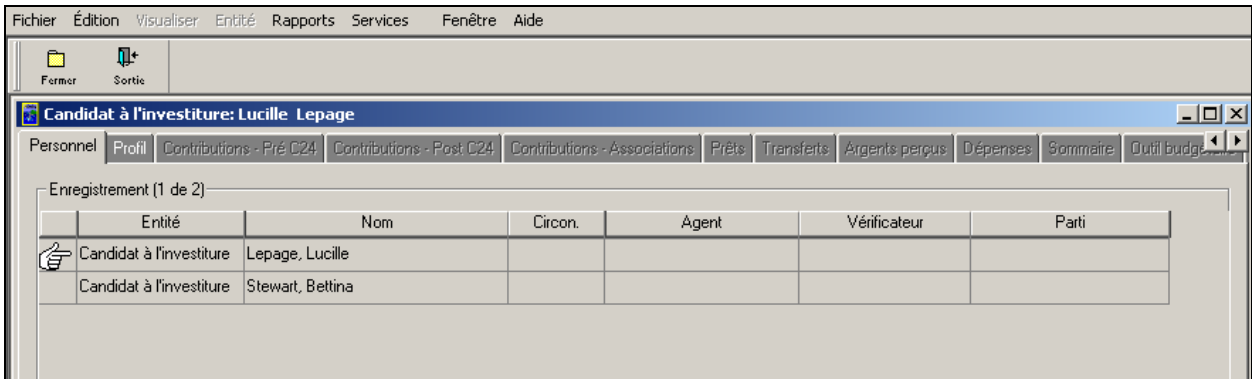 Fichier Édition Visualiser Entité Rapports Services Fenêtre Aide
Fermer Sortie
Candidat à l'investiture: Lucille Lepage
Personnel Profil Contributions - Pré C24 Contributions - Post C24 Contributions - Associations Prêts Transferts Argents perçus Dépenses Sommaire Outil budgétaire
Enregistrement (1 de 2)
Entité Nom Circon. Agent Vérificateur Parti
Candidat à l'investiture Lepage, Lucille
Candidat à l'investiture Stewart, Bettina